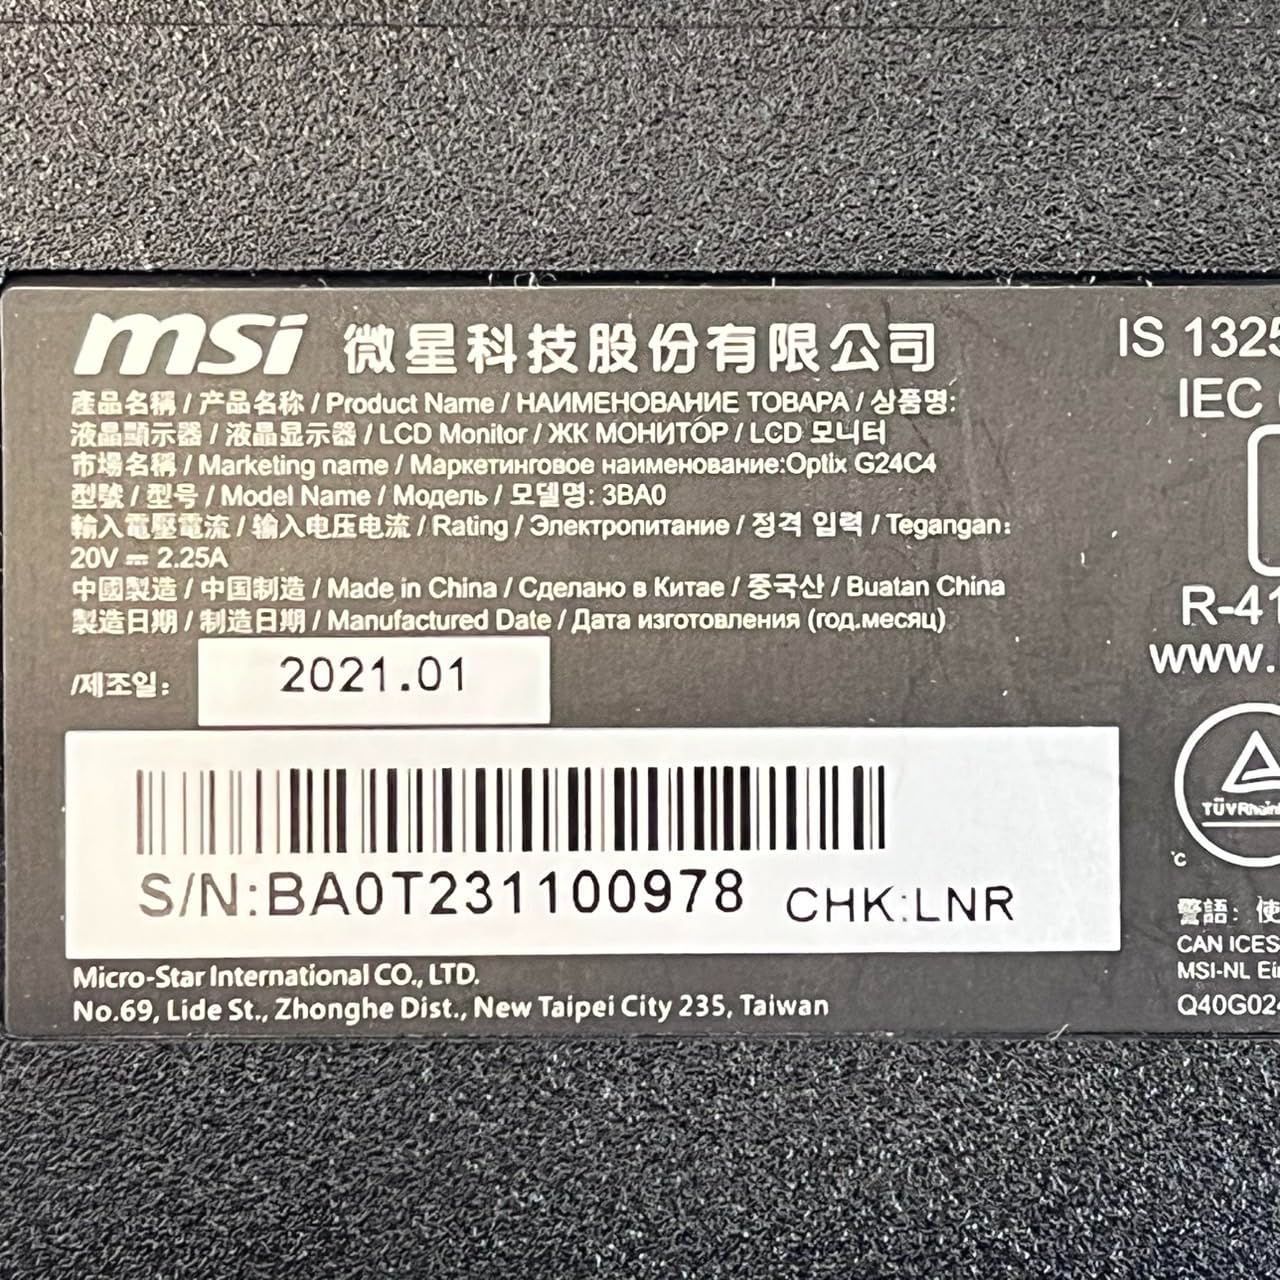 msi 微星科技股份有限公司
產品名稱 / 产品名称 / Product Name / НАИМЕНОВАНИЕ ТОВАРА / 상품명:
液晶顯示器 / 液晶显示器 / LCD Monitor / ЖК МОНИТОР / LCD 모니터
市場名稱 / Marketing name / Маркетинговое наименование:Optix G24C4
型號 / 型号 / Model Name / Модель / 모델명: 3BA0
輸入電壓電流 / 输入电压电流 / Rating / Электропитание / 정격 입력 / Tegangan:
20V ⎓ 2.25A
中國製造 / 中国制造 / Made in China / Сделано в Китае / 중국산 / Buatan China
製造日期 / 制造日期 / Manufactured Date / Дата изготовления (год.месяц)
/제조일: 2021.01
S/N:BA0T231100978 CHK:LNR
Micro-Star International CO., LTD.
No.69, Lide St., Zhonghe Dist., New Taipei City 235, Taiwan
IS 1325
IEC
R-41
www.
TÜVRhein
°C
警語: 使
CAN ICES
MSI-NL Ein
Q40G02